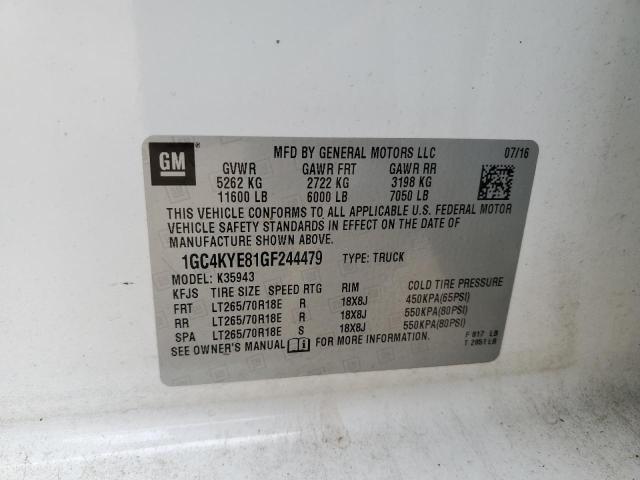 GM
MFD BY GENERAL MOTORS LLC 07/16
GVWR GAWR FRT GAWR RR
5262 KG 2722 KG 3198 KG
11600 LB 6000 LB 7050 LB
THIS VEHICLE CONFORMS TO ALL APPLICABLE U.S. FEDERAL MOTOR
VEHICLE SAFETY STANDARDS IN EFFECT ON THE DATE OF
MANUFACTURE SHOWN ABOVE.
1GC4KYE81GF244479 TYPE: TRUCK
MODEL: K35943
KFJS TIRE SIZE SPEED RTG RIM COLD TIRE PRESSURE
FRT LT265/70R18E R 18X8J 450KPA(65PSI)
RR LT265/70R18E R 18X8J 550KPA(80PSI)
SPA LT265/70R18E S 18X8J 550KPA(80PSI)
SEE OWNER'S MANUAL FOR MORE INFORMATION.
F 817 LB
T 2851 LB